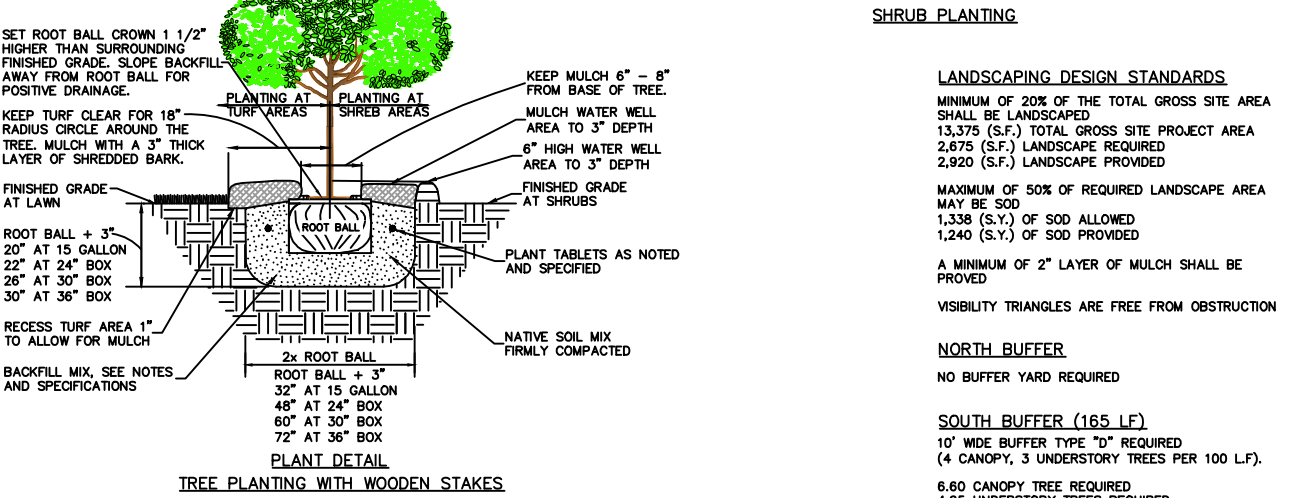 SET ROOT BALL CROWN 1 1/2"
HIGHER THAN SURROUNDING
FINISHED GRADE. SLOPE BACKFILL
AWAY FROM ROOT BALL FOR
POSITIVE DRAINAGE.
KEEP TURF CLEAR FOR 18"
RADIUS CIRCLE AROUND THE
TREE. MULCH WITH A 3" THICK
LAYER OF SHREDDED BARK.
FINISHED GRADE
AT LAWN
ROOT BALL + 3"
20" AT 15 GALLON
22" AT 24" BOX
26" AT 30" BOX
30" AT 36" BOX
RECESS TURF AREA 1"
TO ALLOW FOR MULCH
BACKFILL MIX, SEE NOTES
AND SPECIFICATIONS
PLANTING AT
TURF AREAS
PLANTING AT
SHREB AREAS
ROOT BALL
KEEP MULCH 6" - 8"
FROM BASE OF TREE.
MULCH WATER WELL
AREA TO 3" DEPTH
6" HIGH WATER WELL
AREA TO 3" DEPTH
FINISHED GRADE
AT SHRUBS
PLANT TABLETS AS NOTED
AND SPECIFIED
NATIVE SOIL MIX
FIRMLY COMPACTED
2x ROOT BALL
ROOT BALL + 3"
32" AT 15 GALLON
48" AT 24" BOX
60" AT 30" BOX
72" AT 36" BOX
PLANT DETAIL
TREE PLANTING WITH WOODEN STAKES
SHRUB PLANTING
LANDSCAPING DESIGN STANDARDS
MINIMUM OF 20% OF THE TOTAL GROSS SITE AREA
SHALL BE LANDSCAPED
13,375 (S.F.) TOTAL GROSS SITE PROJECT AREA
2,675 (S.F.) LANDSCAPE REQUIRED
2,920 (S.F.) LANDSCAPE PROVIDED
MAXIMUM OF 50% OF REQUIRED LANDSCAPE AREA
MAY BE SOD
1,338 (S.Y.) OF SOD ALLOWED
1,240 (S.Y.) OF SOD PROVIDED
A MINIMUM OF 2" LAYER OF MULCH SHALL BE
PROVED
VISIBILITY TRIANGLES ARE FREE FROM OBSTRUCTION
NORTH BUFFER
NO BUFFER YARD REQUIRED
SOUTH BUFFER (165 LF)
10' WIDE BUFFER TYPE "D" REQUIRED
(4 CANOPY, 3 UNDERSTORY TREES PER 100 L.F).
6.60 CANOPY TREE REQUIRED
UNDERSTORY TREES REQUIRED